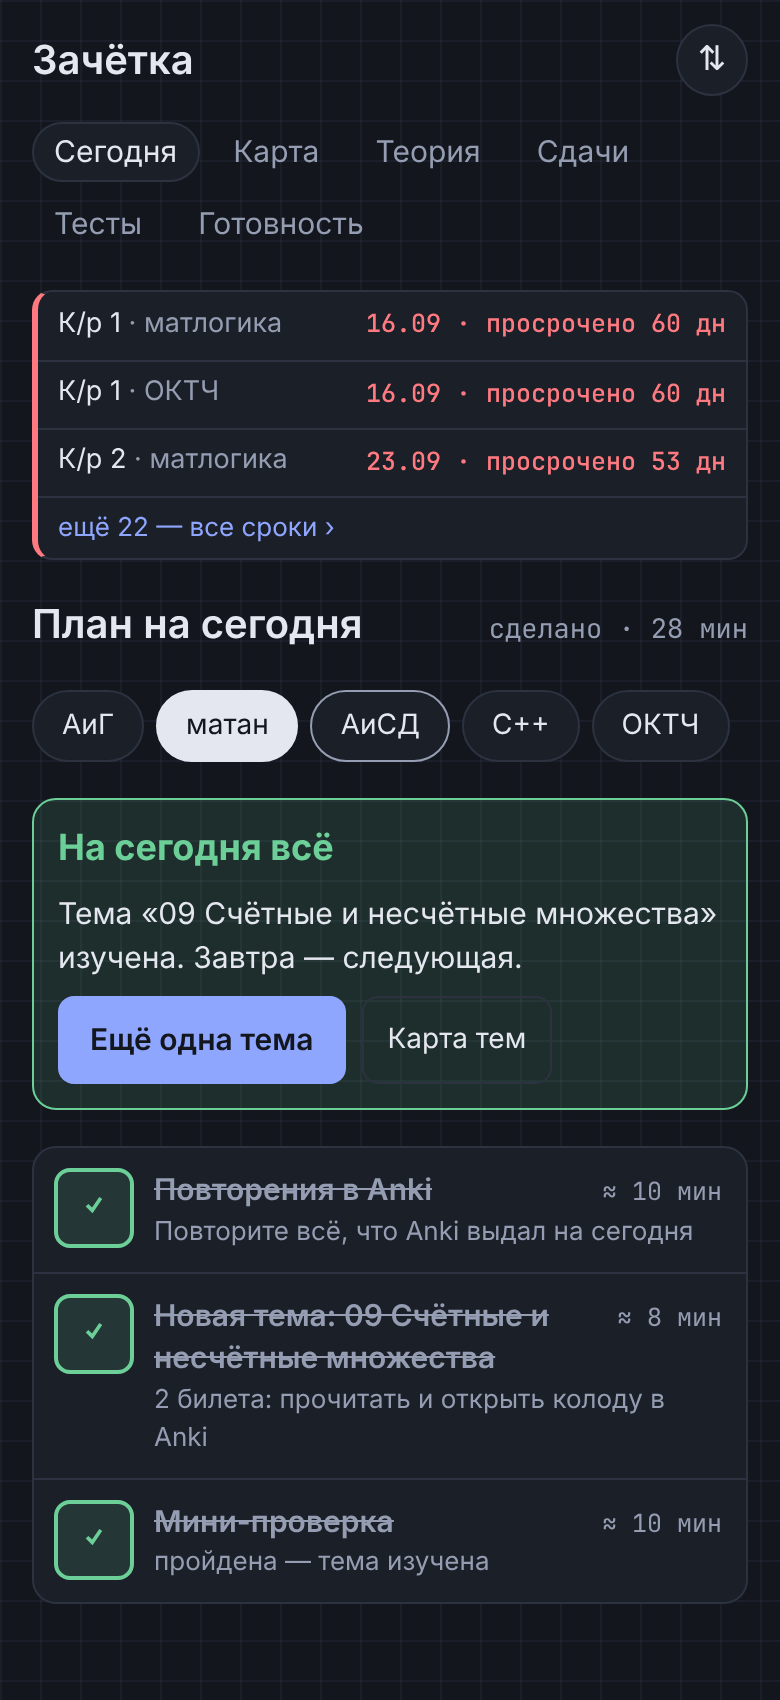 Зачётка
⇅
Сегодня Карта Теория Сдачи
Тесты Готовность
К/р 1 · матлогика 16.09 · просрочено 60 дн
К/р 1 · ОКТЧ 16.09 · просрочено 60 дн
К/р 2 · матлогика 23.09 · просрочено 53 дн
ещё 22 — все сроки ›
План на сегодня сделано · 28 мин
АиГ матан АиСД C++ ОКТЧ
На сегодня всё
Тема «09 Счётные и несчётные множества»
изучена. Завтра — следующая.
Ещё одна тема Карта тем
Повторения в Anki ≈ 10 мин
Повторите всё, что Anki выдал на сегодня
Новая тема: 09 Счётные и ≈ 8 мин
несчётные множества
2 билета: прочитать и открыть колоду в
Anki
Мини-проверка ≈ 10 мин
пройдена — тема изучена